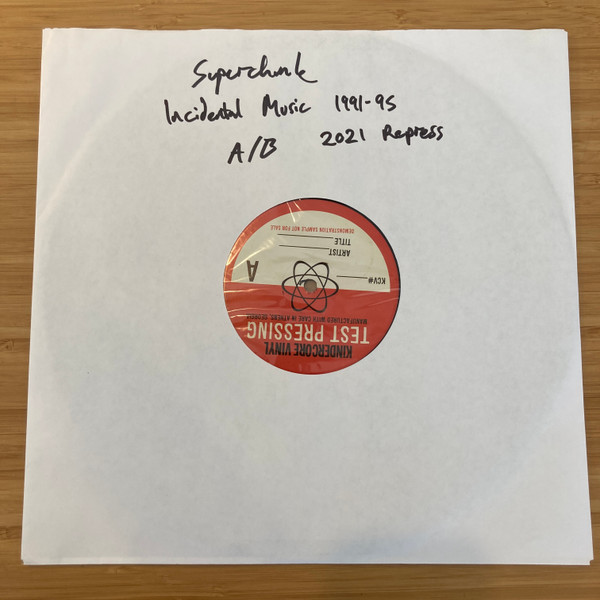 Superchunk
Incidental Music 1991-95
A/B 2021 Repress
KINDERCORE VINYL
TEST PRESSING
MANUFACTURED WITH CARE IN ATHENS, GEORGIA
KCV#
A
ARTIST
TITLE
DEMONSTRATION SAMPLE NOT FOR SALE